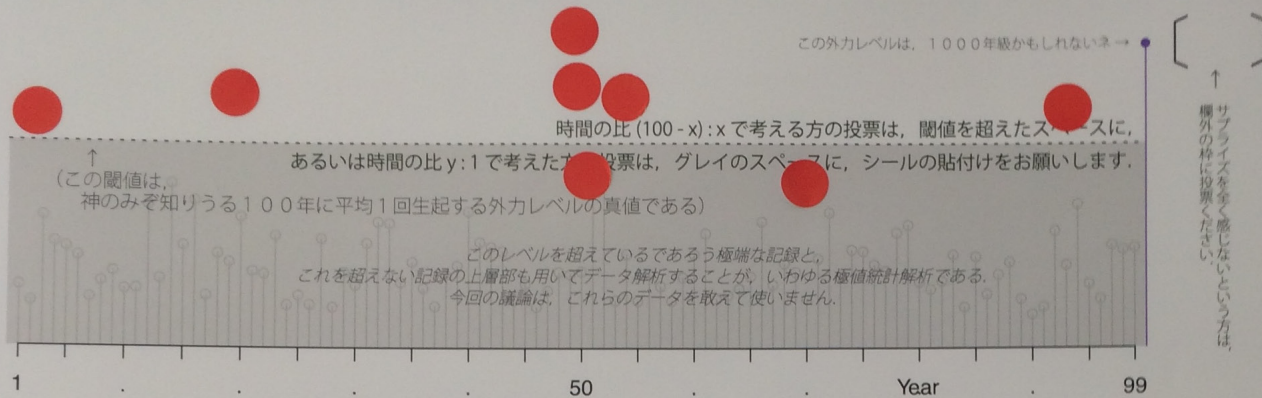 この外力レベルは，１０００年級かもしれないネ→
時間の比(100 - x) : x で考える方の投票は，閾値を超えたスペースに，
あるいは時間の比 y : 1 で考えた方の投票は，グレイのスペースに，シールの貼付けをお願いします.
↑
(この閾値は，
神のみぞ知りうる１００年に平均１回生起する外力レベルの真値である)
このレベルを超えているであろう極端な記録と，
これを超えない記録の上層部も用いてデータ解析することが，いわゆる極値統計解析である.
今回の議論は，これらのデータを敢えて使いません.
1 . . 50 . . Year 99
↑
サプライズを全く感じないという方は，
欄外の枠に投票ください。